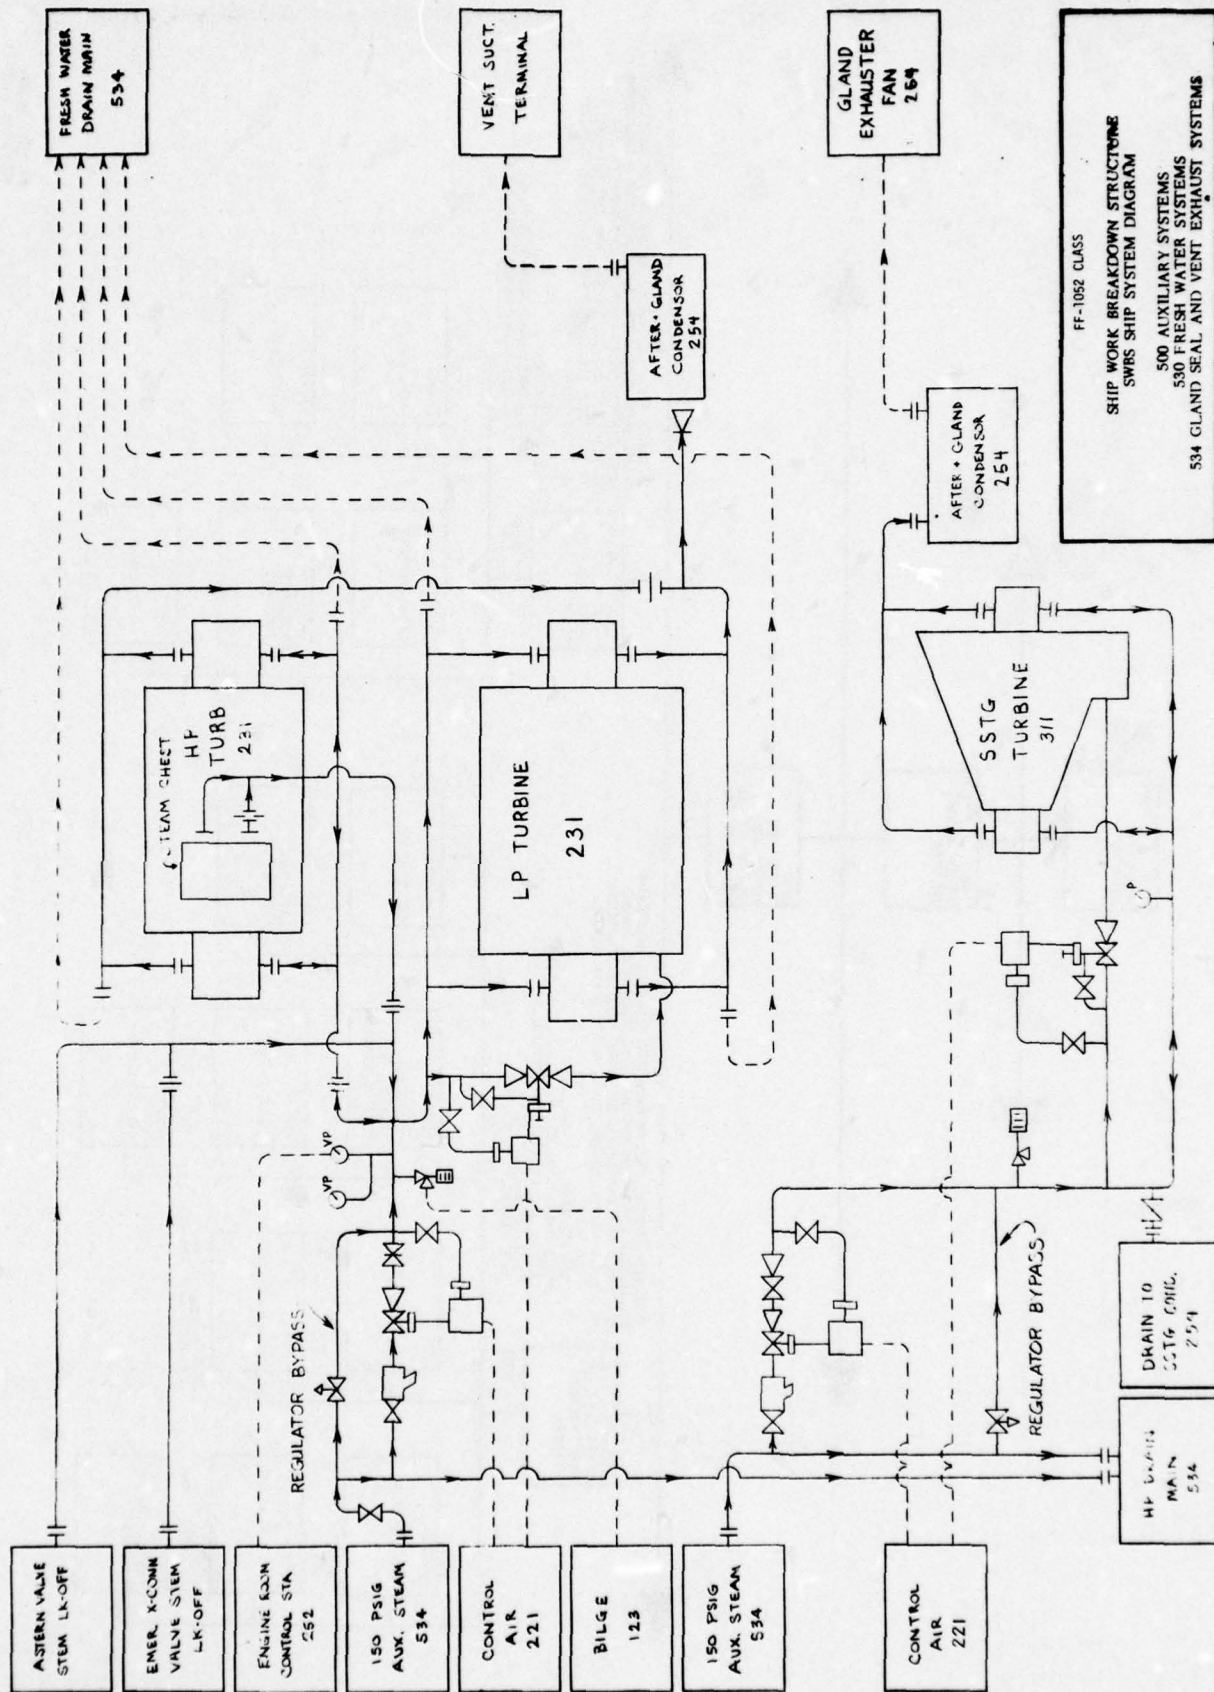 FRESH WATER
DRAIN MAIN
534
VENT SUCT.
TERMINAL
GLAND
EXHAUSTER
FAN
264
STEAM CHEST
HP
TURB
231
AFTER + GLAND
CONDENSOR
254
AFTER + GLAND
CONDENSOR
254
LP TURBINE
231
SSTG
TURBINE
311
P
VP
VP
REGULATOR BYPASS
REGULATOR BYPASS
ASTERN VALVE
STEM LK-OFF
EMER. X-CONN
VALVE STEM
LK-OFF
ENGINE ROOM
CONTROL STA
252
150 PSIG
AUX. STEAM
534
CONTROL
AIR
221
BILGE
123
150 PSIG
AUX. STEAM
534
CONTROL
AIR
221
DRAIN TO
SSTG COND.
254
HP DRAIN
MAIN
534
FF-1052 CLASS
SHIP WORK BREAKDOWN STRUCTURE
SWBS SHIP SYSTEM DIAGRAM
500 AUXILIARY SYSTEMS
530 FRESH WATER SYSTEMS
534 GLAND SEAL AND VENT EXHAUST SYSTEMS